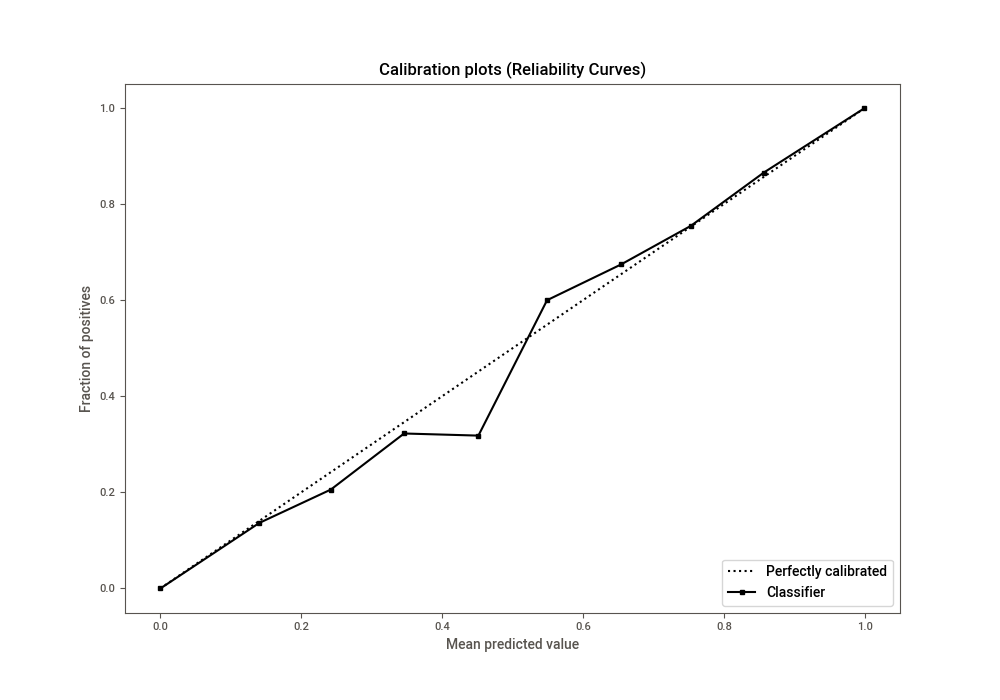 Calibration plots (Reliability Curves)
1.0
0.8
0.6
0.4
0.2
0.0
Fraction of positives
0.0 0.2 0.4 0.6 0.8 1.0
Mean predicted value
Perfectly calibrated
Classifier